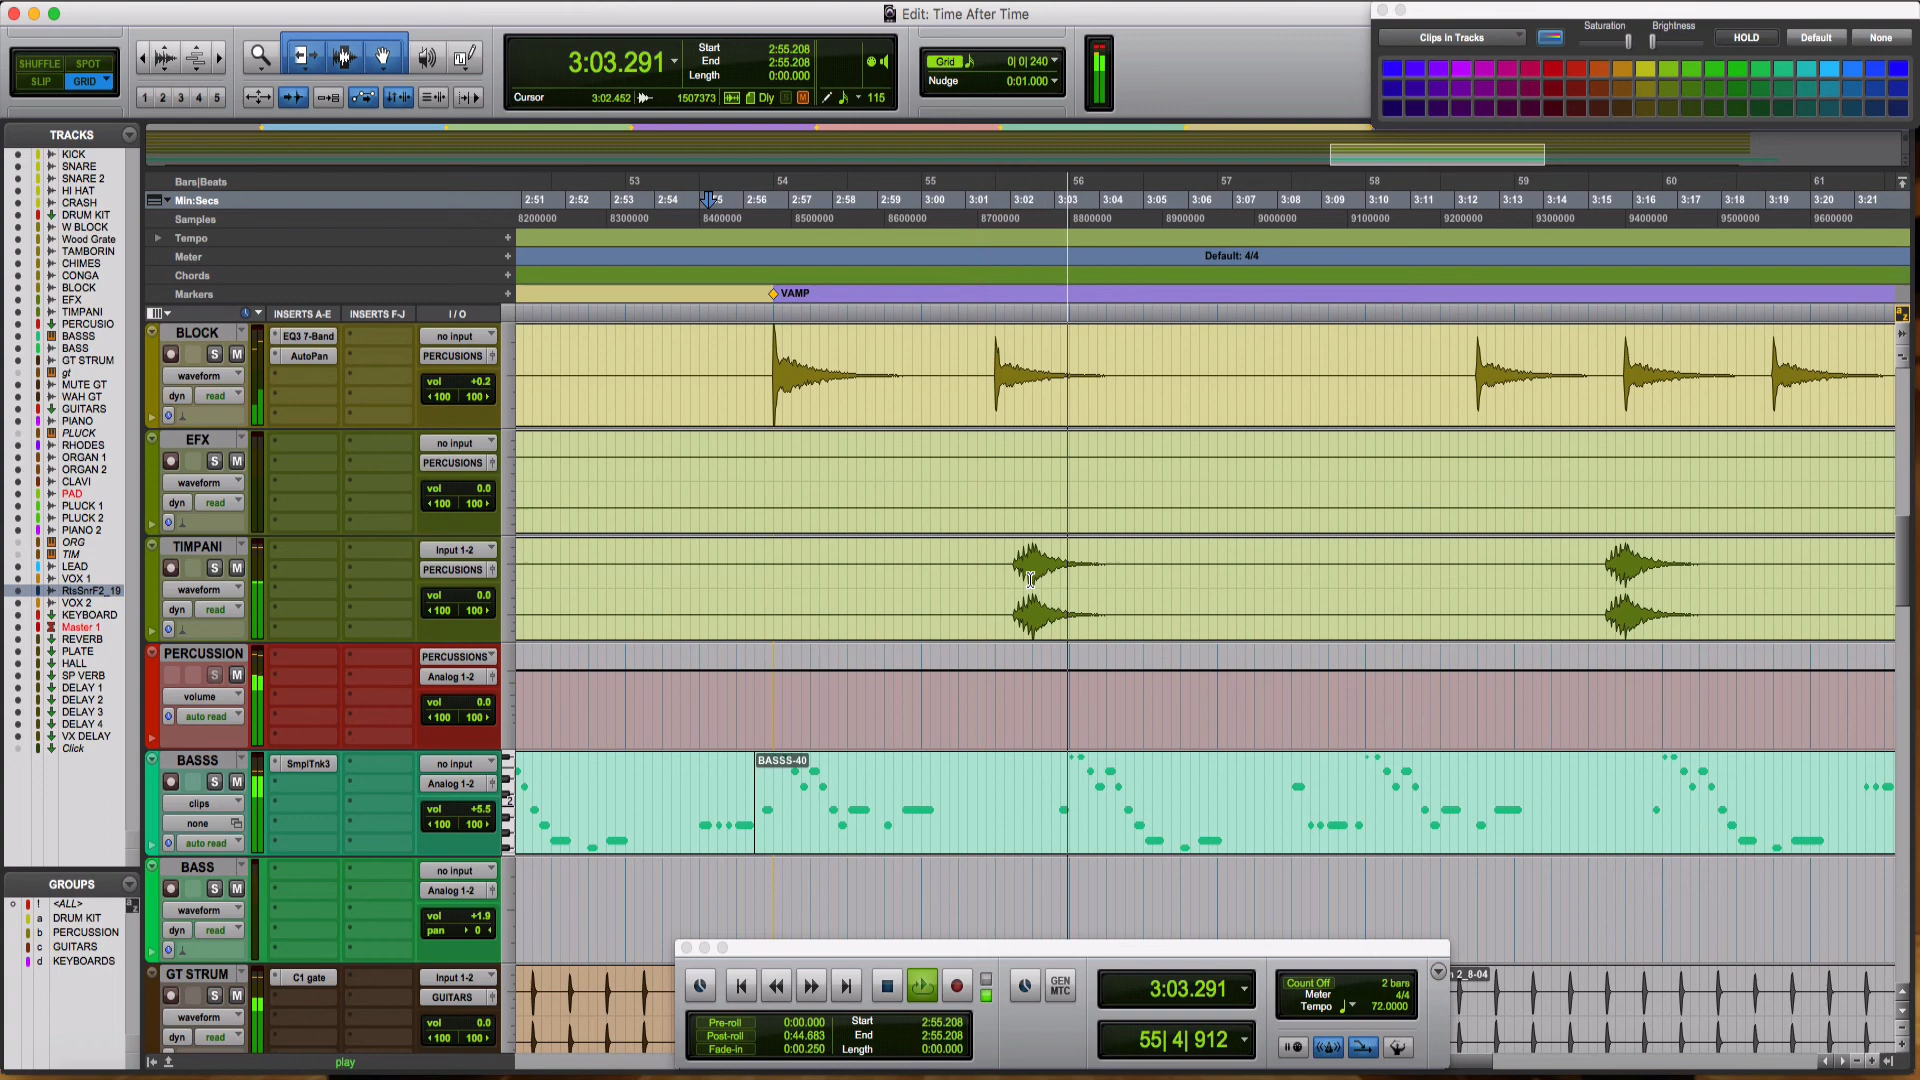 Edit: Time After Time
SHUFFLE SPOT
SLIP GRID
1 2 3 4 5
3:03.291
Start 2:55.208
End 2:55.208
Length 0:00.000
Cursor 3:02.452 1507373 Dly S M 115
Grid 0| 0| 240
Nudge 0:01.000
Clips in Tracks Saturation Brightness HOLD Default None
TRACKS
KICK
SNARE
SNARE 2
HI HAT
CRASH
DRUM KIT
W BLOCK
Wood Grate
TAMBORIN
CHIMES
CONGA
BLOCK
EFX
TIMPANI
PERCUSIO
BASSS
BASS
GT STRUM
gt
MUTE GT
WAH GT
GUITARS
PIANO
PLUCK
RHODES
ORGAN 1
ORGAN 2
CLAVI
PAD
PLUCK 1
PLUCK 2
PIANO 2
ORG
TIM
LEAD
VOX 1
RtsSnrF2_19
VOX 2
KEYBOARD
Master 1
REVERB
PLATE
HALL
SP VERB
DELAY 1
DELAY 2
DELAY 3
DELAY 4
VX DELAY
Click
GROUPS
! <ALL>
a DRUM KIT
b PERCUSSION
c GUITARS
d KEYBOARDS
Bars|Beats 53 54 55 56 57 58 59 60 61
Min:Secs 2:51 2:52 2:53 2:54 2:56 2:57 2:58 2:59 3:00 3:01 3:02 3:03 3:04 3:05 3:06 3:07 3:08 3:09 3:10 3:11 3:12 3:13 3:14 3:15 3:16 3:17 3:18 3:19 3:20 3:21
Samples 8200000 8300000 8400000 8500000 8600000 8700000 8800000 8900000 9000000 9100000 9200000 9300000 9400000 9500000 9600000
Tempo
Meter Default: 4/4
Chords
Markers VAMP
INSERTS A-E INSERTS F-J I / O
BLOCK EQ3 7-Band no input
S M AutoPan PERCUSIONS
waveform vol +0.2
dyn read 100 100
EFX no input
S M PERCUSIONS
waveform vol 0.0
dyn read 100 100
TIMPANI Input 1-2
S M PERCUSIONS
waveform vol 0.0
dyn read 100 100
PERCUSSION PERCUSSIONS
S M Analog 1-2
volume vol 0.0
auto read 100 100
BASSS SmplTnk3 no input BASSS-40
S M Analog 1-2
clips vol +5.5
none 100 100
auto read
BASS no input
S M Analog 1-2
waveform vol +1.9
dyn read pan 0
GT STRUM C1 gate Input 1-2
S M GUITARS
waveform vol 0.0
dyn read 100 100
play
GEN MTC
3:03.291
55| 4| 912
Pre-roll 0:00.000 Start 2:55.208
Post-roll 0:44.683 End 2:55.208
Fade-in 0:00.250 Length 0:00.000
Count Off 2 bars
Meter 4/4
Tempo 72.0000
2_8-04